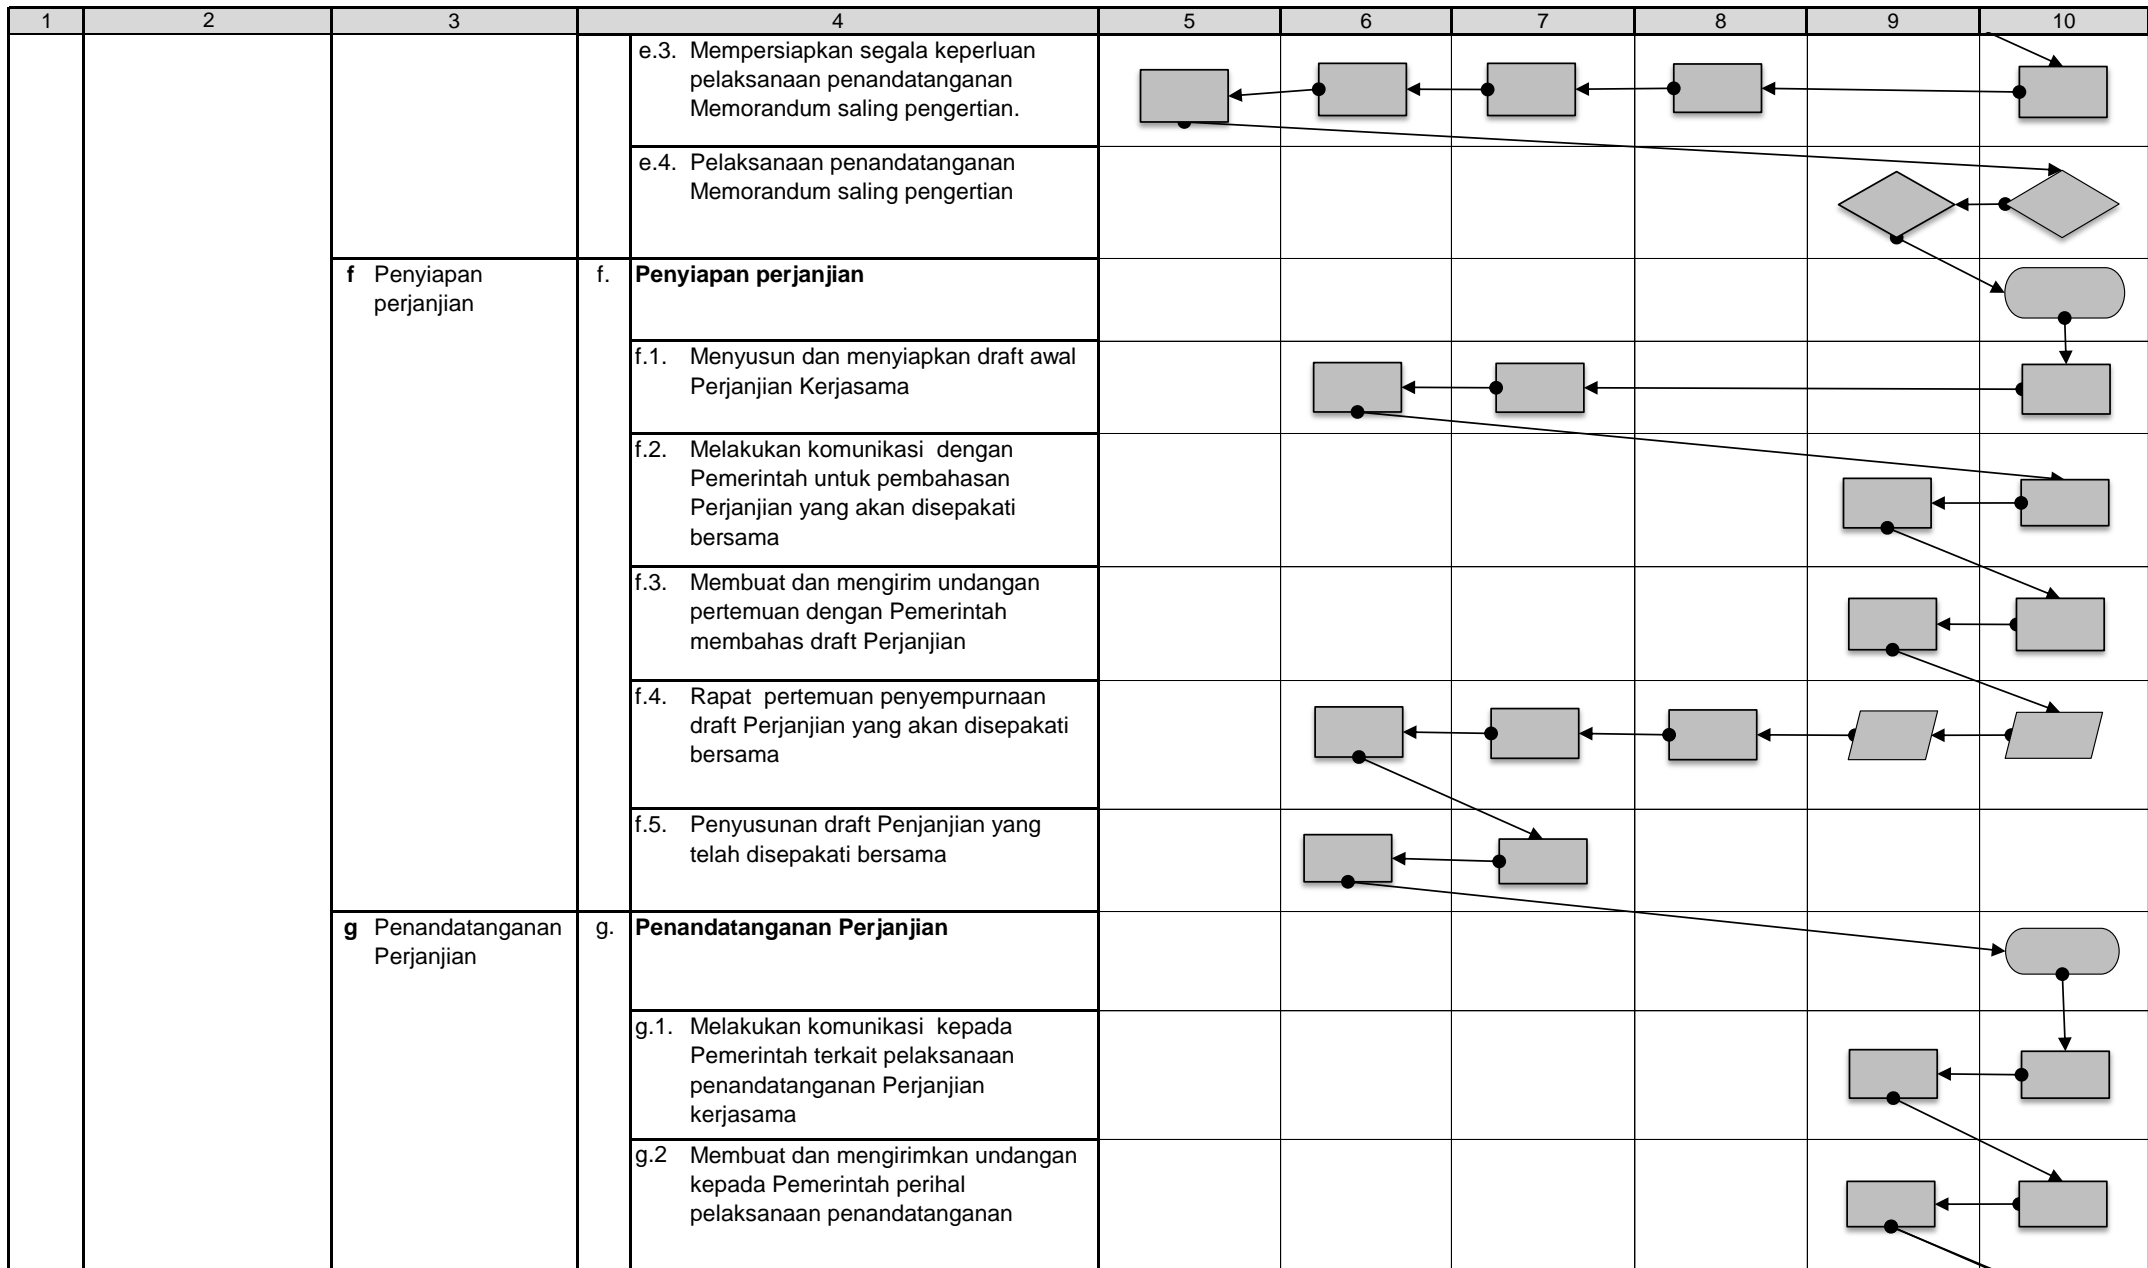 1 2 3 4 5 6 7 8 9 10
e.3. Mempersiapkan segala keperluan
pelaksanaan penandatanganan
Memorandum saling pengertian.
e.4. Pelaksanaan penandatanganan
Memorandum saling pengertian
f Penyiapan
perjanjian
f. Penyiapan perjanjian
f.1. Menyusun dan menyiapkan draft awal
Perjanjian Kerjasama
f.2. Melakukan komunikasi dengan
Pemerintah untuk pembahasan
Perjanjian yang akan disepakati
bersama
f.3. Membuat dan mengirim undangan
pertemuan dengan Pemerintah
membahas draft Perjanjian
f.4. Rapat pertemuan penyempurnaan
draft Perjanjian yang akan disepakati
bersama
f.5. Penyusunan draft Penjanjian yang
telah disepakati bersama
g Penandatanganan
Perjanjian
g. Penandatanganan Perjanjian
g.1. Melakukan komunikasi kepada
Pemerintah terkait pelaksanaan
penandatanganan Perjanjian
kerjasama
g.2 Membuat dan mengirimkan undangan
kepada Pemerintah perihal
pelaksanaan penandatanganan